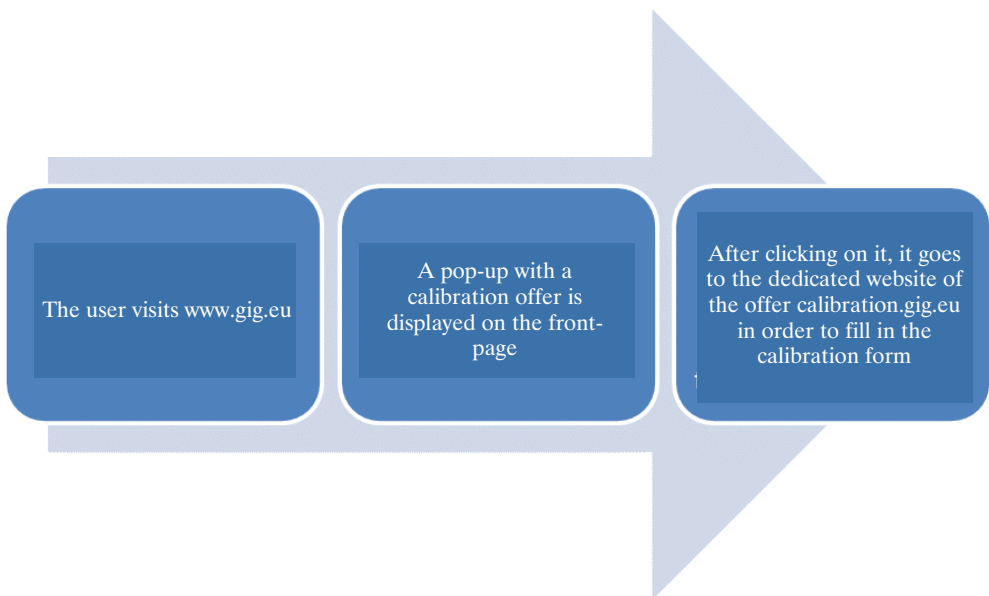 The user visits www.gig.eu
A pop-up with a
calibration offer is
displayed on the front-
page
After clicking on it, it goes
to the dedicated website of
the offer calibration.gig.eu
in order to fill in the
calibration form